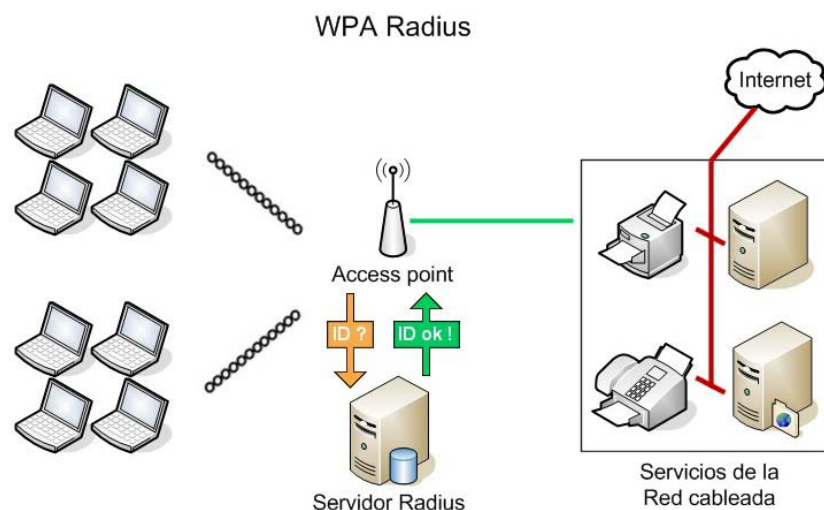 WPA Radius
Internet
Access point
ID ?
ID ok !
Servidor Radius
Servicios de la
Red cableada